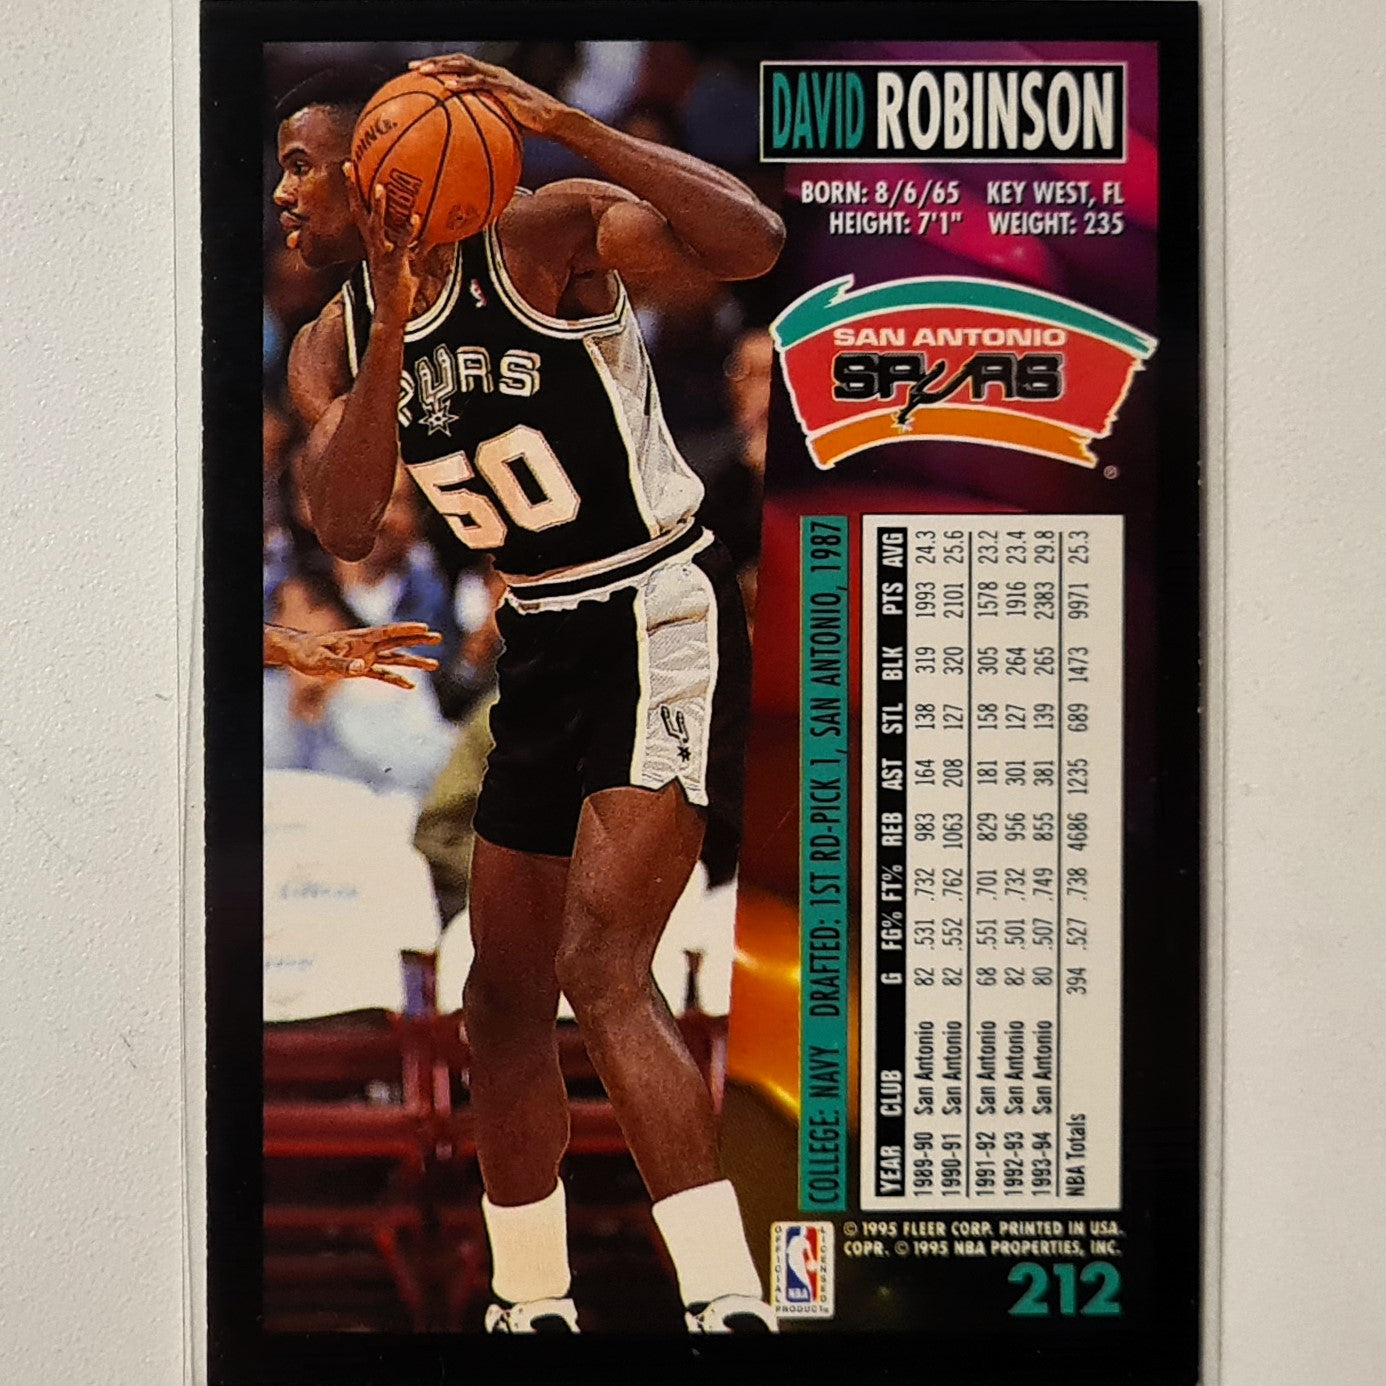 DAVID ROBINSON
BORN: 8/6/65 KEY WEST, FL
HEIGHT: 7'1" WEIGHT: 235
SAN ANTONIO
SPURS
®
SPURS
50
NBA
COLLEGE: NAVY DRAFTED: 1ST RD-PICK 1, SAN ANTONIO, 1987
YEAR CLUB G FG% FT% REB AST STL BLK PTS AVG
1989-90 San Antonio 82 .531 .732 983 164 138 319 1993 24.3
1990-91 San Antonio 82 .552 .762 1063 208 127 320 2101 25.6
1991-92 San Antonio 68 .551 .701 829 181 158 305 1578 23.2
1992-93 San Antonio 82 .501 .732 956 301 127 264 1916 23.4
1993-94 San Antonio 80 .507 .749 855 381 139 265 2383 29.8
NBA Totals 394 .527 .738 4686 1235 689 1473 9971 25.3
OFFICIAL LICENSED
NBA
PRODUCT
© 1995 FLEER CORP. PRINTED IN USA.
COPR. © 1995 NBA PROPERTIES, INC.
212